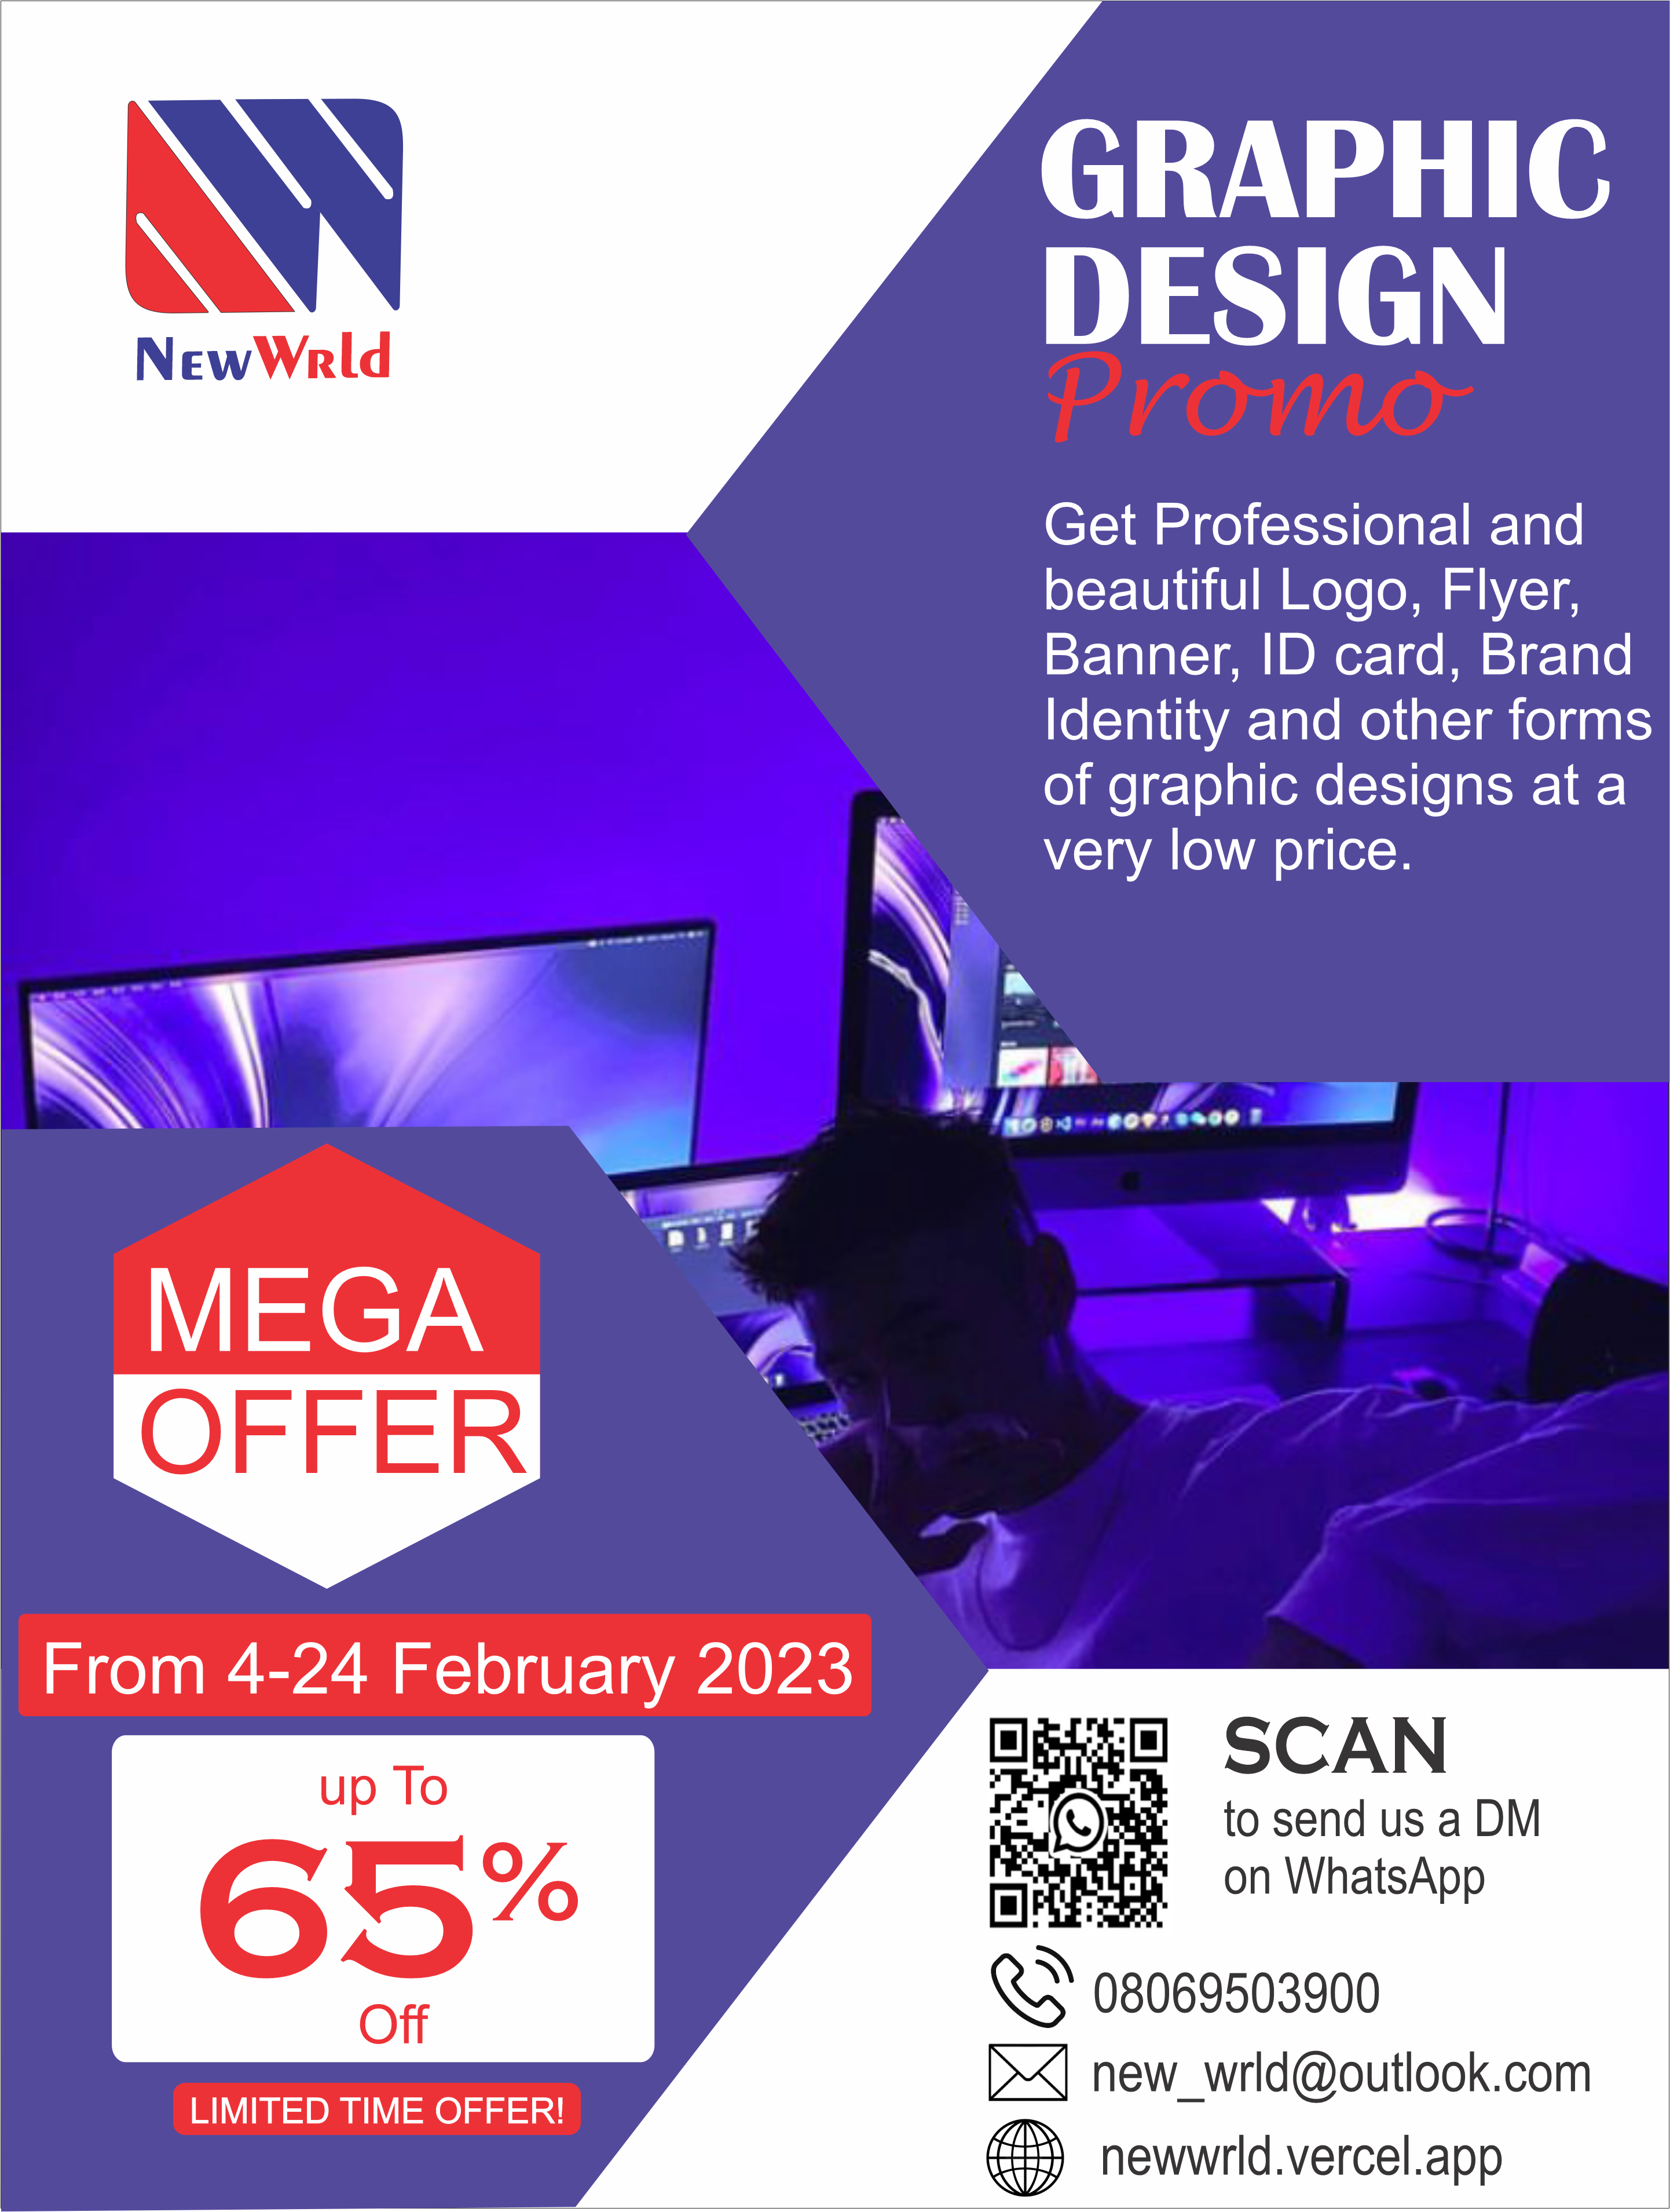 NewWrld
GRAPHIC
DESIGN
Promo
Get Professional and
beautiful Logo, Flyer,
Banner, ID card, Brand
Identity and other forms
of graphic designs at a
very low price.
MEGA
OFFER
From 4-24 February 2023
up To
65%
Off
LIMITED TIME OFFER!
SCAN
to send us a DM
on WhatsApp
08069503900
new_wrld@outlook.com
newwrld.vercel.app